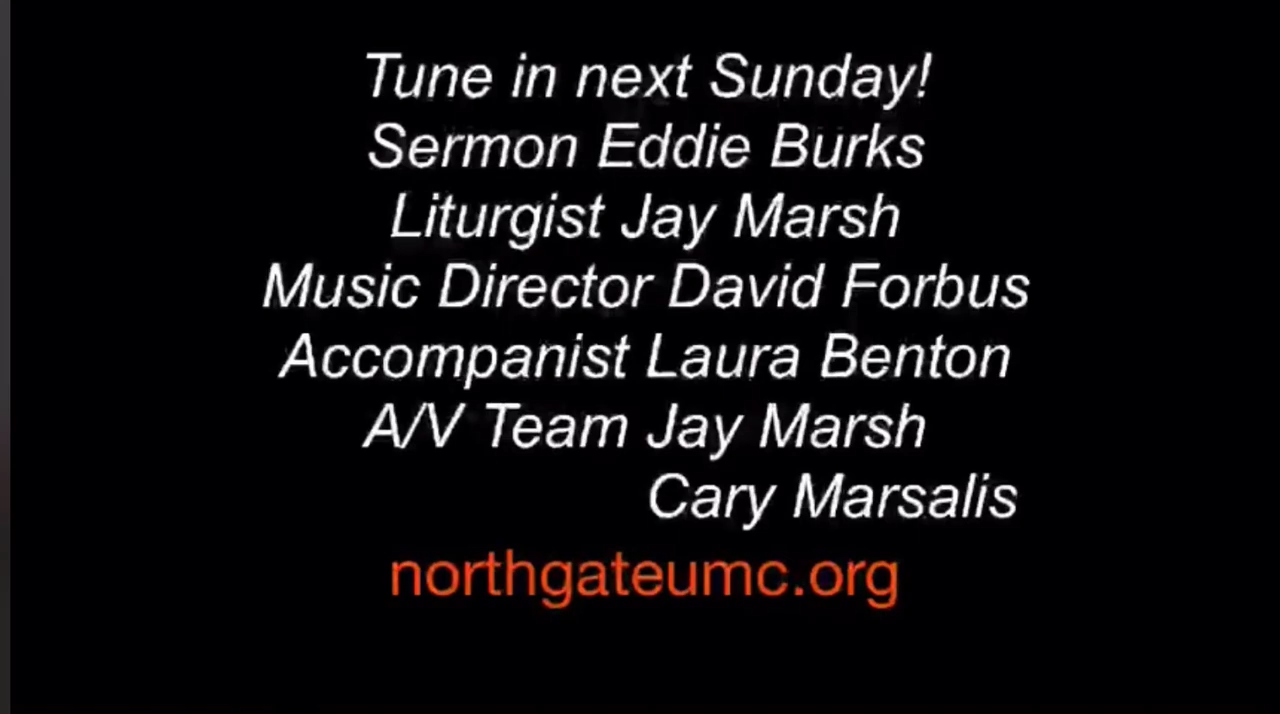 Tune in next Sunday!
Sermon Eddie Burks
Liturgist Jay Marsh
Music Director David Forbus
Accompanist Laura Benton
A/V Team Jay Marsh
Cary Marsalis
northgateumc.org